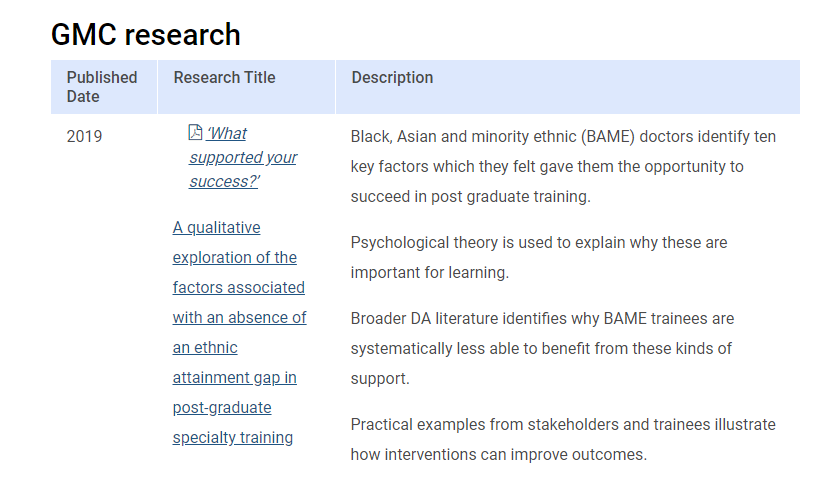 GMC research
Published
Date
Research Title
Description
2019
‘What
supported your
success?’
A qualitative
exploration of the
factors associated
with an absence of
an ethnic
attainment gap in
post-graduate
specialty training
Black, Asian and minority ethnic (BAME) doctors identify ten
key factors which they felt gave them the opportunity to
succeed in post graduate training.
Psychological theory is used to explain why these are
important for learning.
Broader DA literature identifies why BAME trainees are
systematically less able to benefit from these kinds of
support.
Practical examples from stakeholders and trainees illustrate
how interventions can improve outcomes.